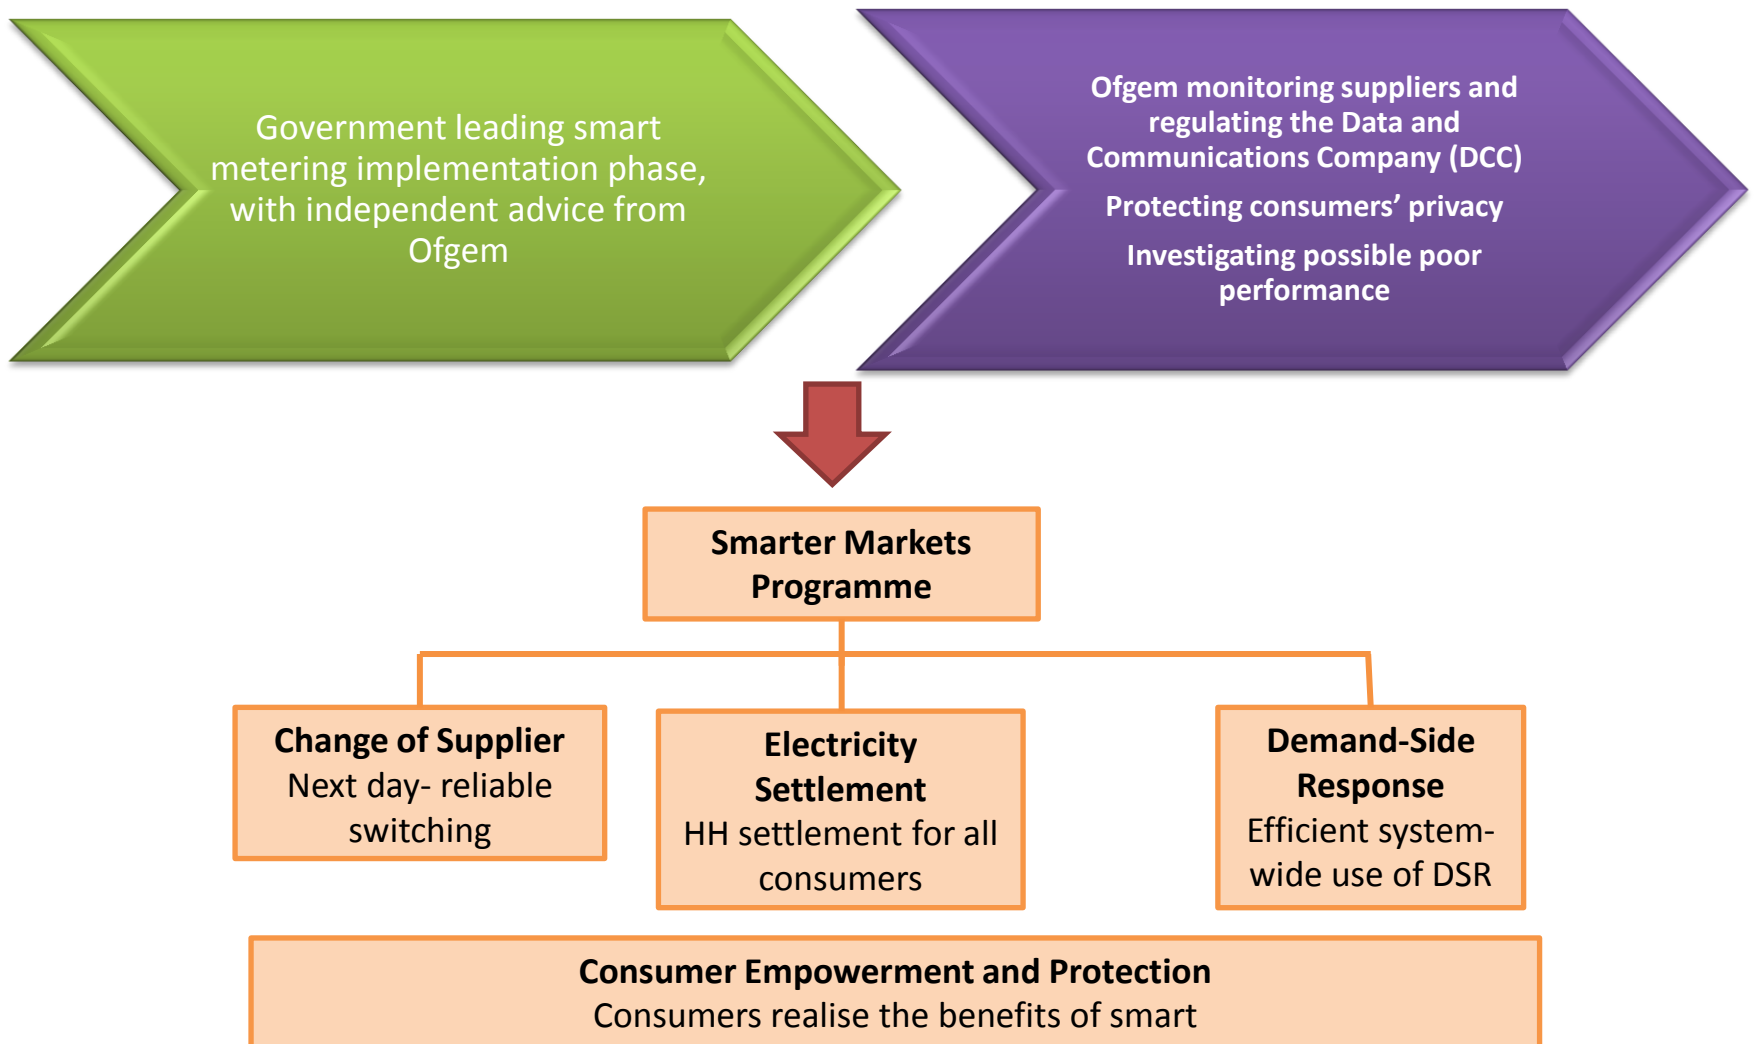 Government leading smart
metering implementation phase,
with independent advice from
Ofgem
Ofgem monitoring suppliers and
regulating the Data and
Communications Company (DCC)
Protecting consumers’ privacy
Investigating possible poor
performance
Smarter Markets
Programme
Change of Supplier
Next day- reliable
switching
Electricity
Settlement
HH settlement for all
consumers
Demand-Side
Response
Efficient system-
wide use of DSR
Consumer Empowerment and Protection
Consumers realise the benefits of smart